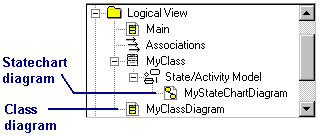 Logical View
Main
Associations
MyClass
Statechart
diagram
State/Activity Model
MyStateChartDiagram
Class
diagram
MyClassDiagram